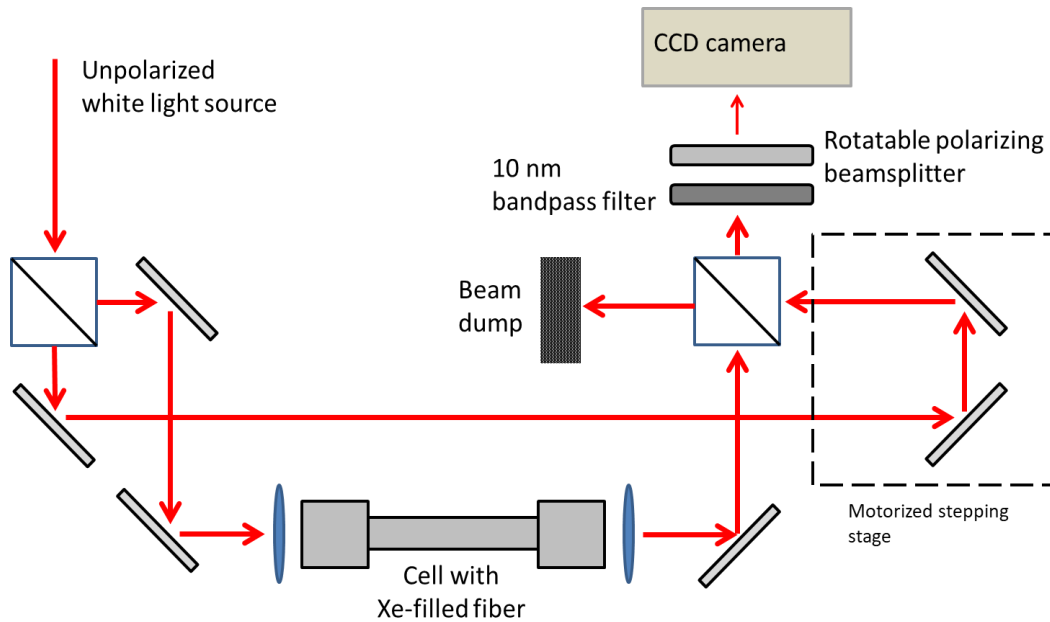 Unpolarized
white light source
CCD camera
Rotatable polarizing
beamsplitter
10 nm
bandpass filter
Beam
dump
Motorized stepping
stage
Cell with
Xe-filled fiber